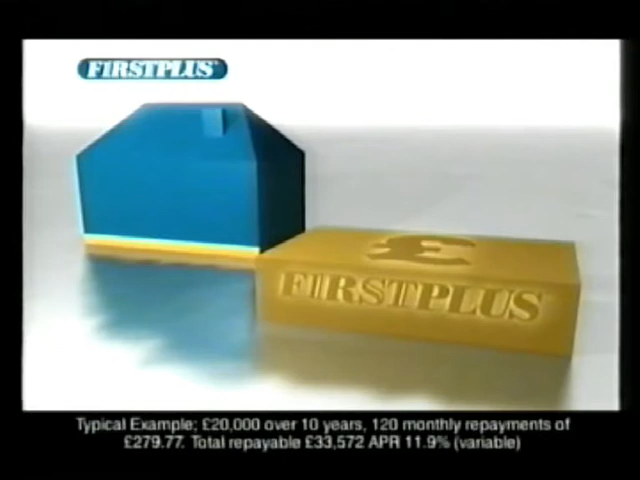 FIRSTPLUS
£
FIRSTPLUS
Typical Example; £20,000 over 10 years, 120 monthly repayments of
£279.77. Total repayable £33,572 APR 11.9% (variable)